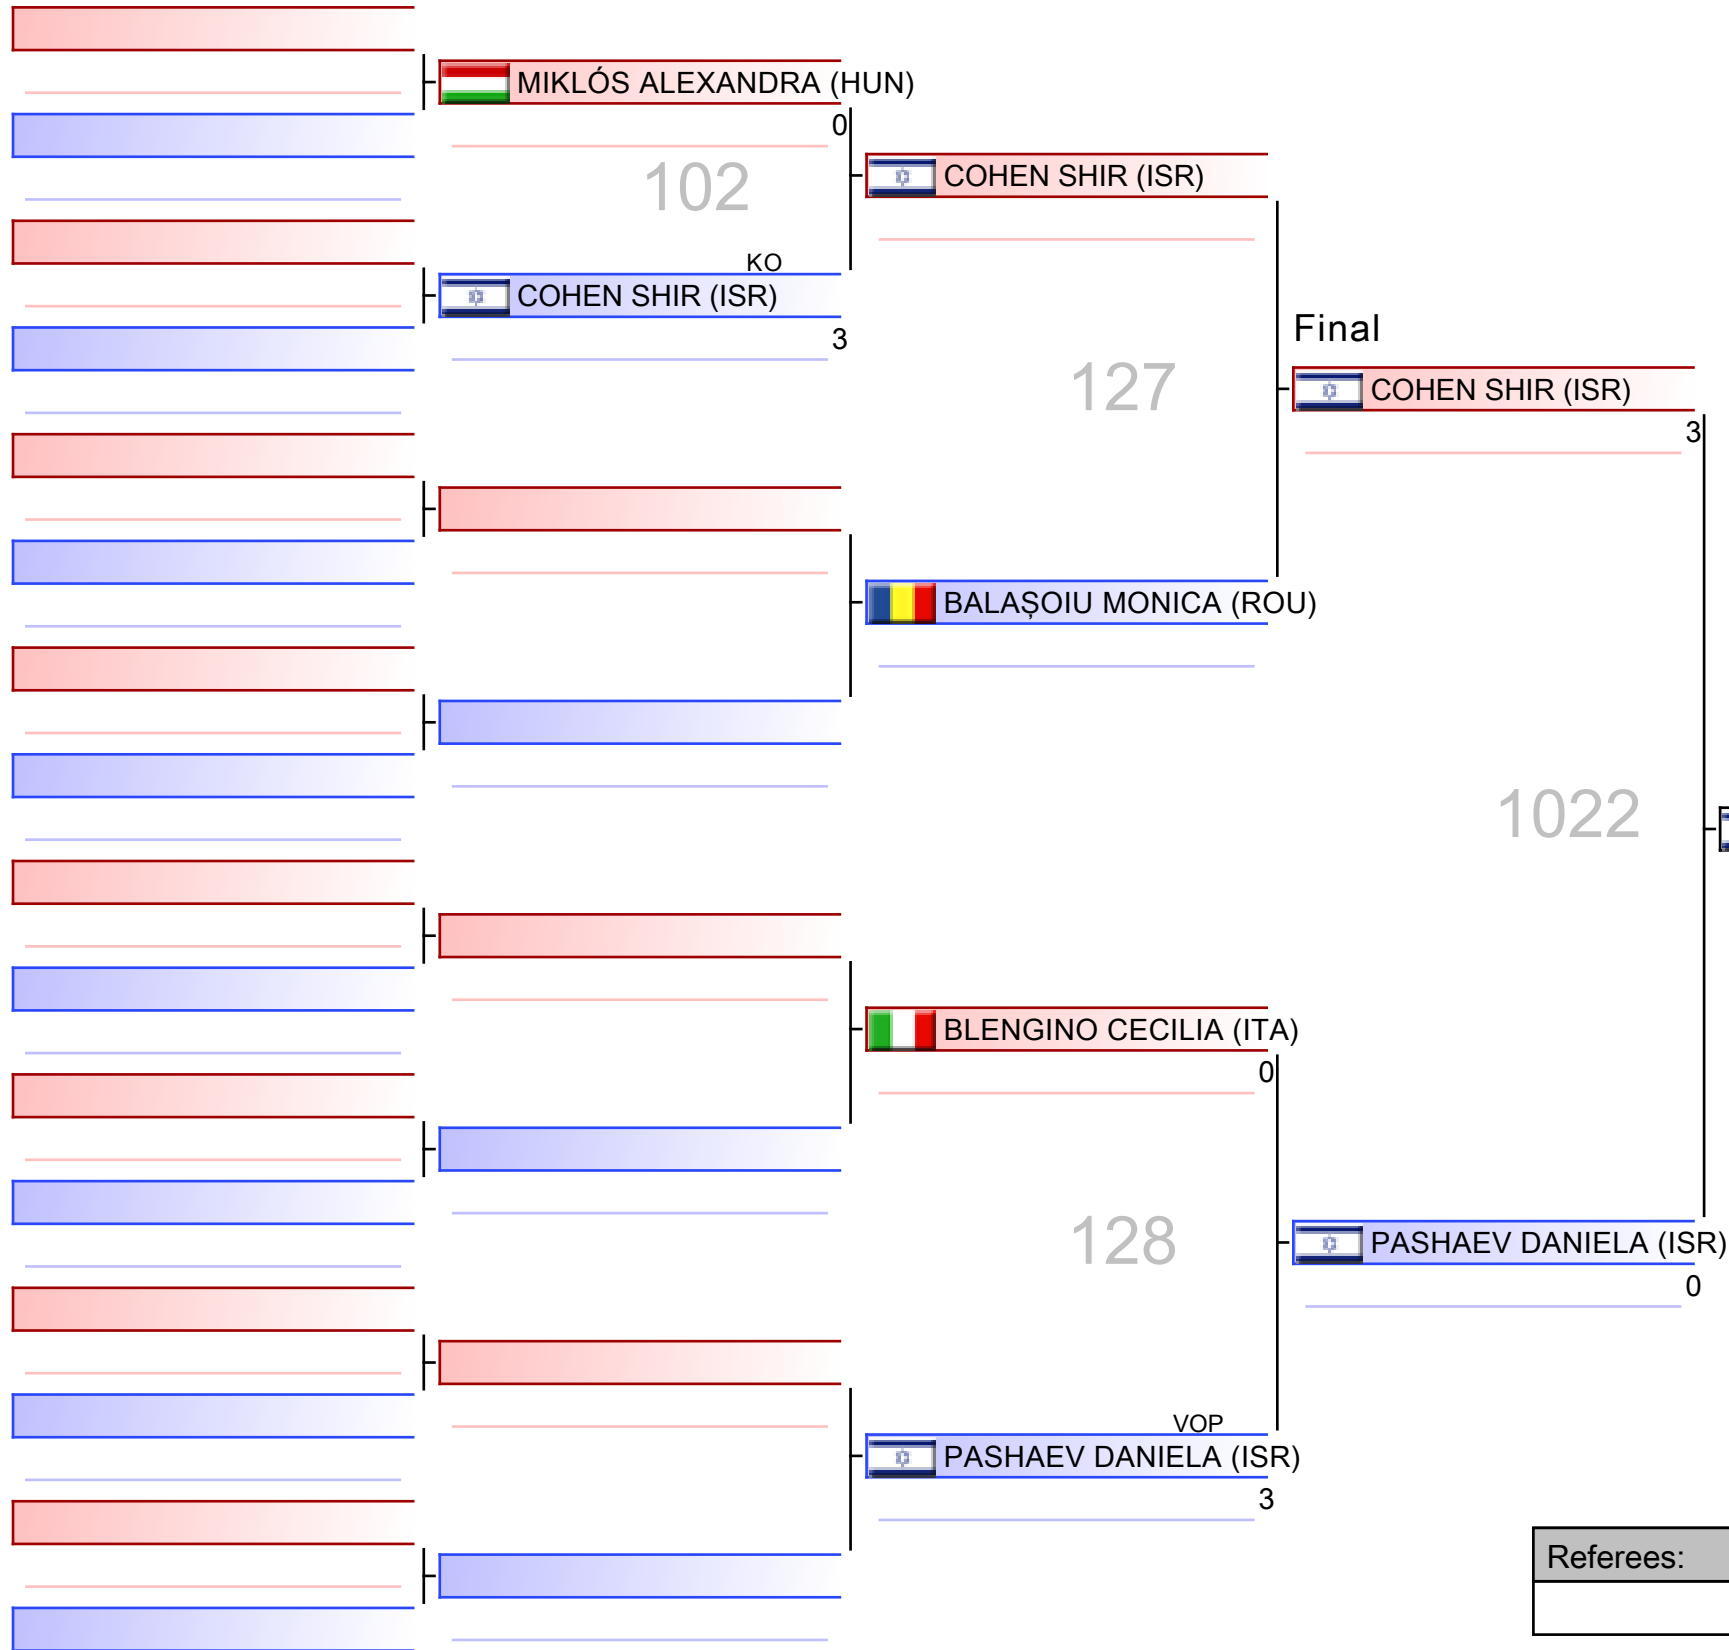 MIKLÓS ALEXANDRA (HUN)
0
102
COHEN SHIR (ISR)
KO
COHEN SHIR (ISR)
3
Final
127
COHEN SHIR (ISR)
3
BALAȘOIU MONICA (ROU)
1022
BLENGINO CECILIA (ITA)
0
128
PASHAEV DANIELA (ISR)
0
VOP
PASHAEV DANIELA (ISR)
3
Referees: